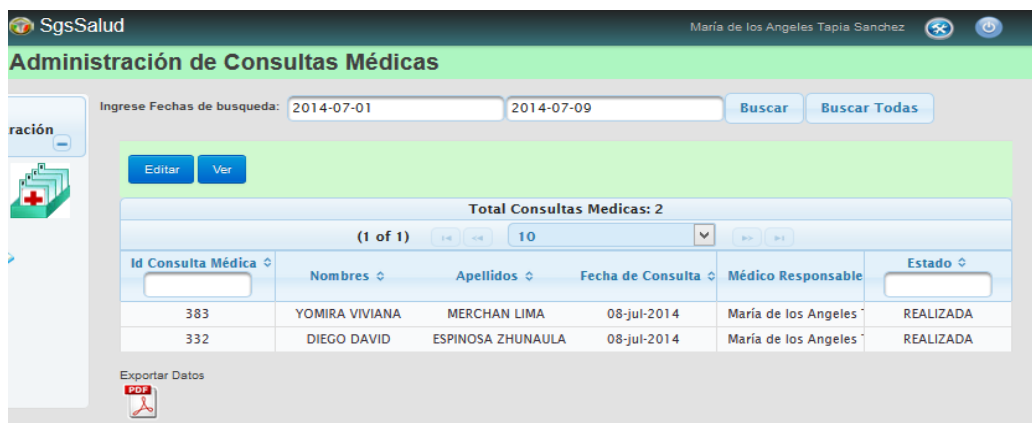 SgsSalud María de los Angeles Tapia Sanchez
Administración de Consultas Médicas
Ingrese Fechas de busqueda: 2014-07-01 2014-07-09 Buscar Buscar Todas
ración
Editar Ver
Total Consultas Medicas: 2
(1 of 1) 10
Id Consulta Médica Nombres Apellidos Fecha de Consulta Médico Responsable Estado
383 YOMIRA VIVIANA MERCHAN LIMA 08-jul-2014 María de los Angeles REALIZADA
332 DIEGO DAVID ESPINOSA ZHUNAULA 08-jul-2014 María de los Angeles REALIZADA
Exportar Datos
PDF